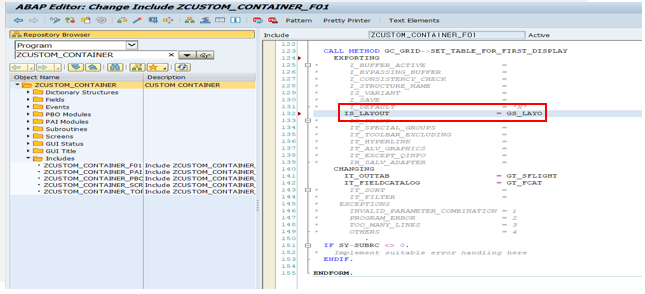 ABAP Editor: Change Include ZCUSTOM_CONTAINER_F01
Pattern Pretty Printer Text Elements
Repository Browser
Program
ZCUSTOM_CONTAINER
Object Name Description
ZCUSTOM_CONTAINER CUSTOM CONTAINER
Dictionary Structures
Fields
Events
PBO Modules
PAI Modules
Subroutines
Screens
GUI Status
GUI Title
Includes
ZCUSTOM_CONTAINER_F01 Include ZCUSTOM_CONTAINER_
ZCUSTOM_CONTAINER_PAI Include ZCUSTOM_CONTAINER_
ZCUSTOM_CONTAINER_PBO Include ZCUSTOM_CONTAINER_
ZCUSTOM_CONTAINER_SCR Include ZCUSTOM_CONTAINER_
ZCUSTOM_CONTAINER_TOP Include ZCUSTOM_CONTAINER_
Include ZCUSTOM_CONTAINER_F01 Active
122
123 CALL METHOD GC_GRID->SET_TABLE_FOR_FIRST_DISPLAY
124 EXPORTING
125 * I_BUFFER_ACTIVE =
126 * I_BYPASSING_BUFFER =
127 * I_CONSISTENCY_CHECK =
128 * I_STRUCTURE_NAME =
129 * IS_VARIANT =
130 * I_SAVE =
131 * I_DEFAULT = 'X'
132 IS_LAYOUT = GS_LAYO
133 * IS_PRINT =
134 * IT_SPECIAL_GROUPS =
135 * IT_TOOLBAR_EXCLUDING =
136 * IT_HYPERLINK =
137 * IT_ALV_GRAPHICS =
138 * IT_EXCEPT_QINFO =
139 * IR_SALV_ADAPTER =
140 CHANGING
141 IT_OUTTAB = GT_SFLIGHT
142 IT_FIELDCATALOG = GT_FCAT
143 * IT_SORT =
144 * IT_FILTER =
145 * EXCEPTIONS
146 * INVALID_PARAMETER_COMBINATION = 1
147 * PROGRAM_ERROR = 2
148 * TOO_MANY_LINES = 3
149 * OTHERS = 4
150 .
151 IF SY-SUBRC <> 0.
152 * Implement suitable error handling here
153 ENDIF.
154
155 ENDFORM.